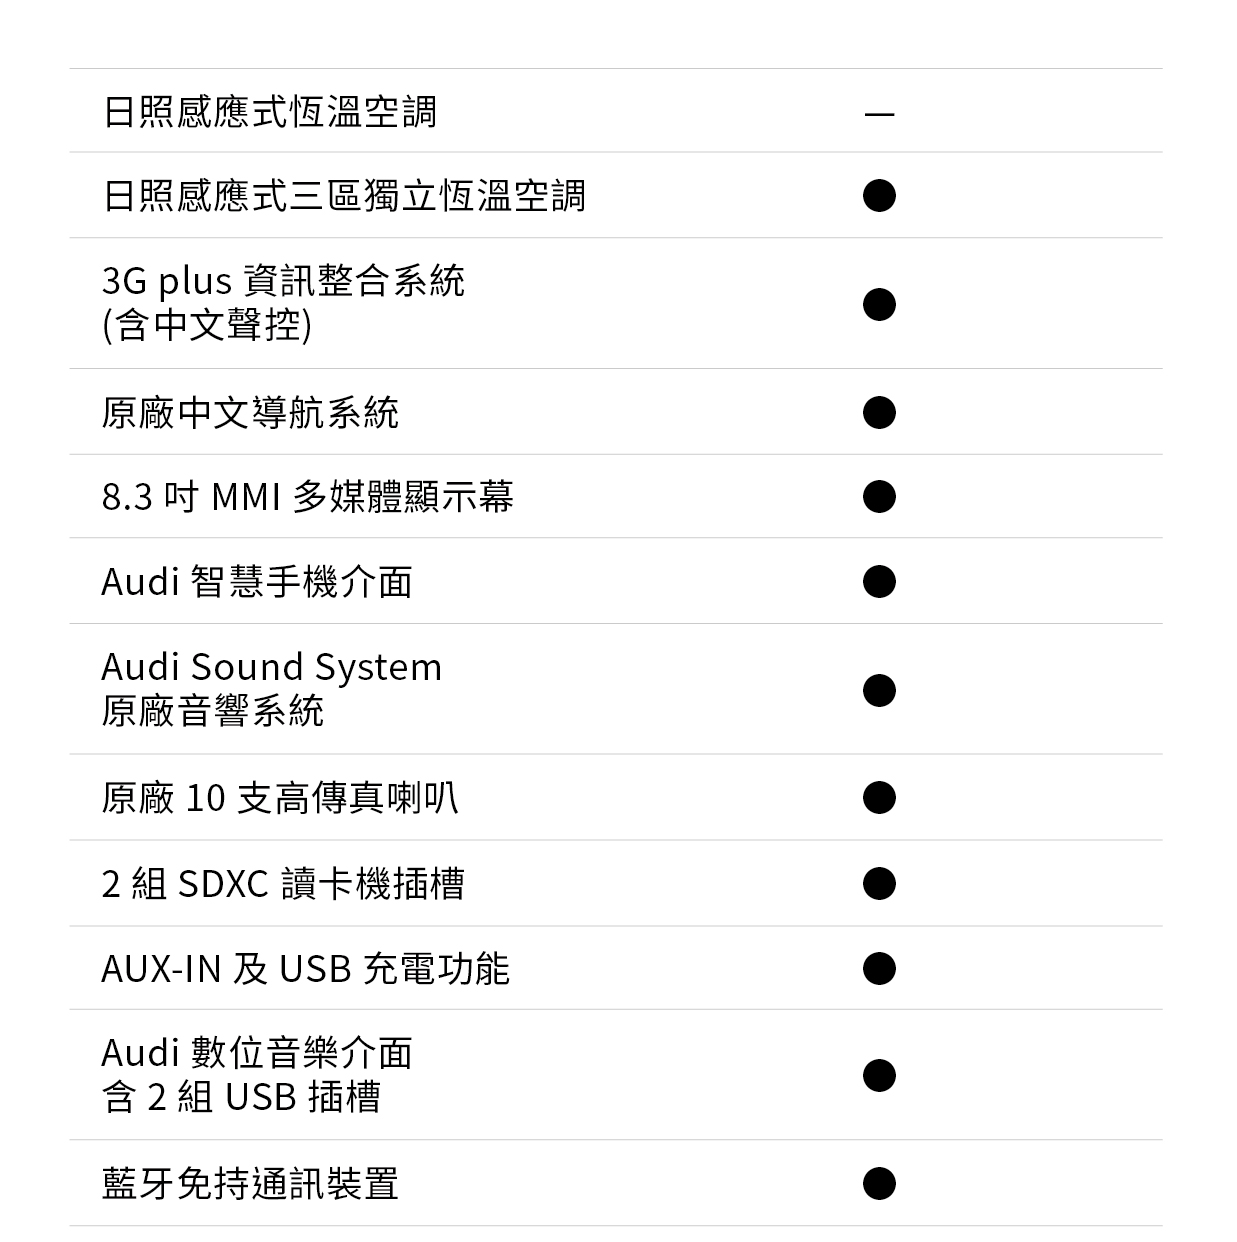 日照感應式恆溫空調 —
日照感應式三區獨立恆溫空調 ●
3G plus 資訊整合系統
(含中文聲控) ●
原廠中文導航系統 ●
8.3 吋 MMI 多媒體顯示幕 ●
Audi 智慧手機介面 ●
Audi Sound System
原廠音響系統 ●
原廠 10 支高傳真喇叭 ●
2 組 SDXC 讀卡機插槽 ●
AUX-IN 及 USB 充電功能 ●
Audi 數位音樂介面
含 2 組 USB 插槽 ●
藍牙免持通訊裝置 ●